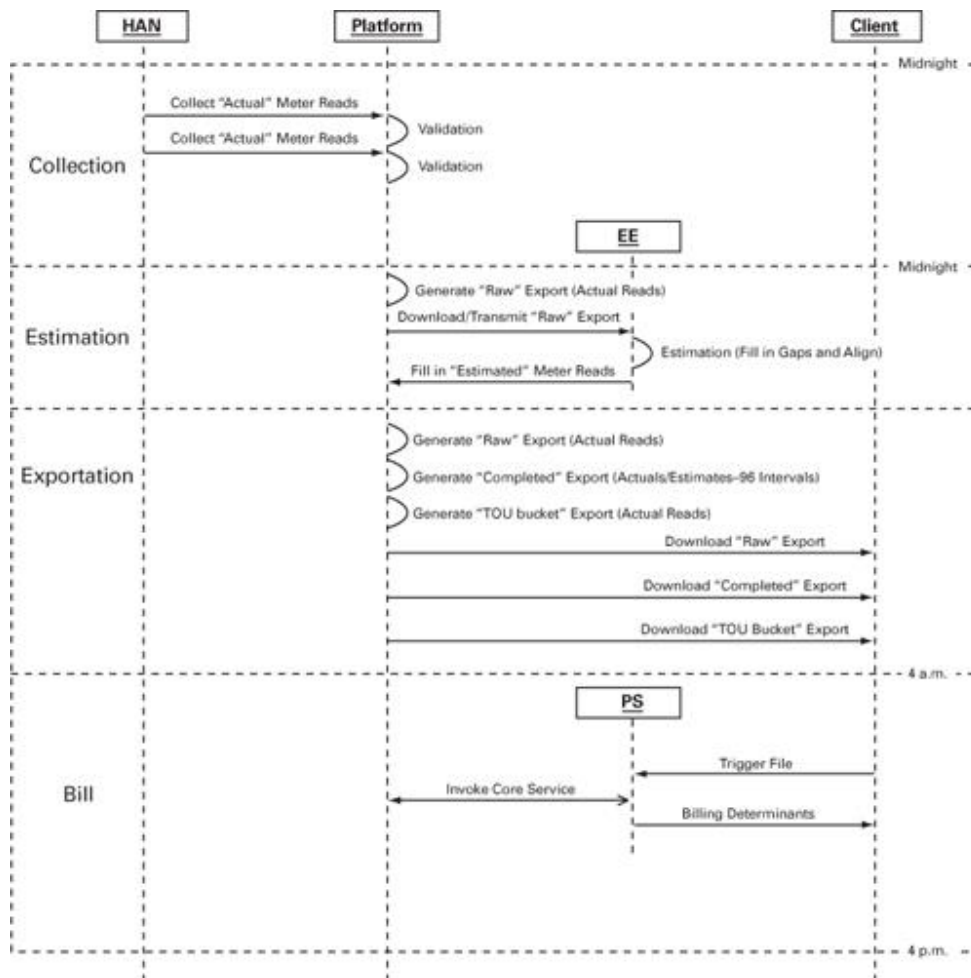 HAN
Platform
Client
Midnight
Collect “Actual” Meter Reads
Validation
Collect “Actual” Meter Reads
Validation
Collection
EE
Midnight
Generate “Raw” Export (Actual Reads)
Download/Transmit “Raw” Export
Estimation
Estimation (Fill in Gaps and Align)
Fill in “Estimated” Meter Reads
Generate “Raw” Export (Actual Reads)
Exportation
Generate “Completed” Export (Actuals/Estimates–96 Intervals)
Generate “TOU bucket” Export (Actual Reads)
Download “Raw” Export
Download “Completed” Export
Download “TOU Bucket” Export
4 a.m.
PS
Trigger File
Bill
Invoke Core Service
Billing Determinants
4 p.m.